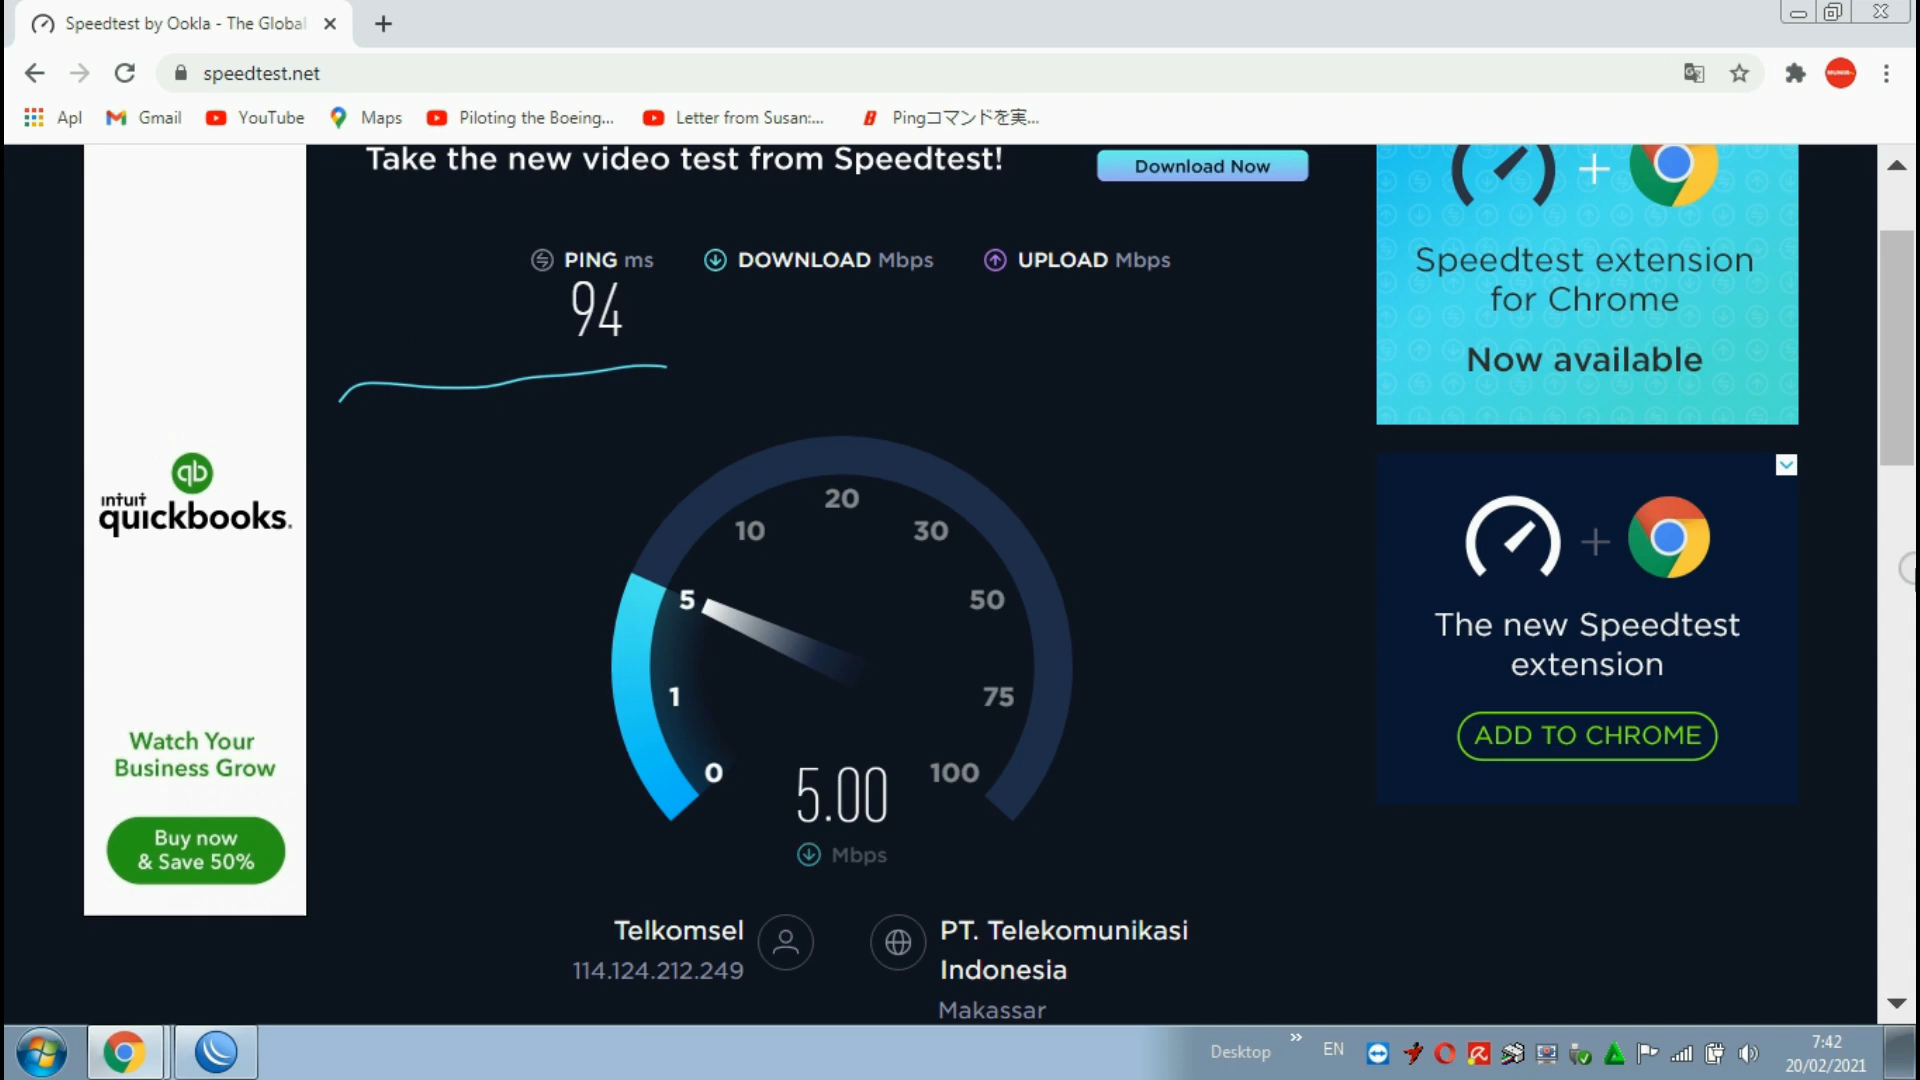 Speedtest by Ookla - The Global
speedtest.net
Apl
Gmail
YouTube
Maps
Piloting the Boeing...
Letter from Susan:...
Pingコマンドを実...
Take the new video test from Speedtest!
Download Now
PING ms
94
DOWNLOAD Mbps
UPLOAD Mbps
Speedtest extension
for Chrome
Now available
qb
intuit
quickbooks.
Watch Your
Business Grow
Buy now
& Save 50%
0
1
5
10
20
30
50
75
100
5.00
Mbps
The new Speedtest
extension
ADD TO CHROME
Telkomsel
114.124.212.249
PT. Telekomunikasi
Indonesia
Makassar
Desktop
»
EN
7:42
20/02/2021